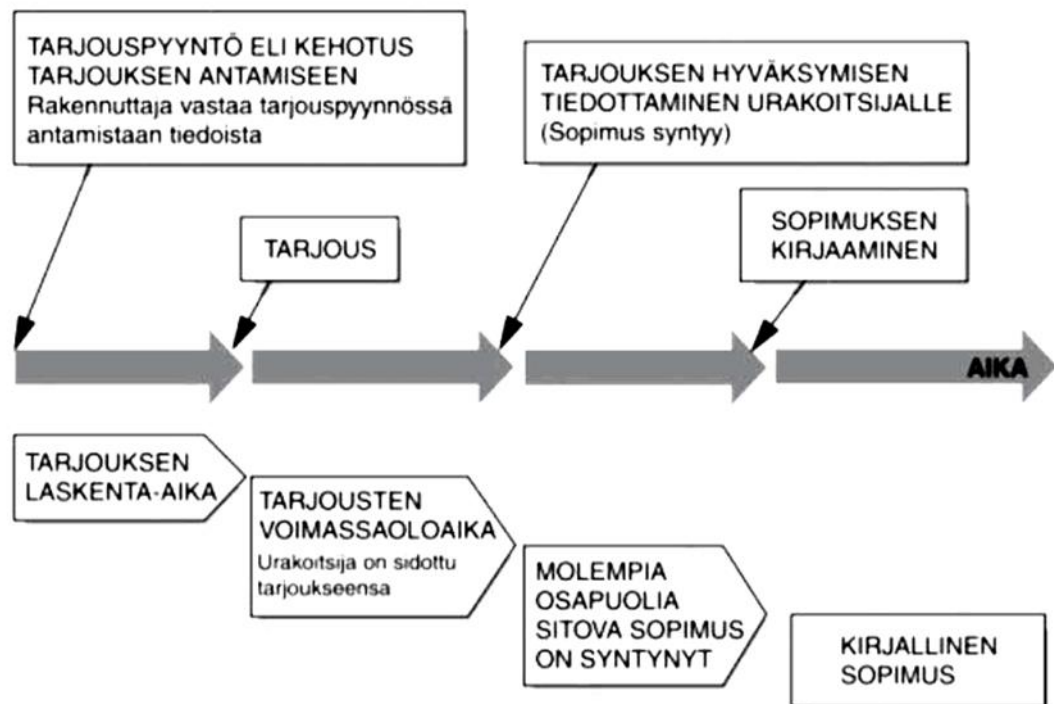 TARJOUSPYYNTÖ ELI KEHOTUS
TARJOUKSEN ANTAMISEEN
Rakennuttaja vastaa tarjouspyynnössä
antamistaan tiedoista
TARJOUKSEN HYVÄKSYMISEN
TIEDOTTAMINEN URAKOITSIJALLE
(Sopimus syntyy)
TARJOUS
SOPIMUKSEN
KIRJAAMINEN
AIKA
TARJOUKSEN
LASKENTA-AIKA
TARJOUSTEN
VOIMASSAOLOAIKA
Urakoitsija on sidottu
tarjoukseensa
MOLEMPIA
OSAPUOLIA
SITOVA SOPIMUS
ON SYNTYNYT
KIRJALLINEN
SOPIMUS